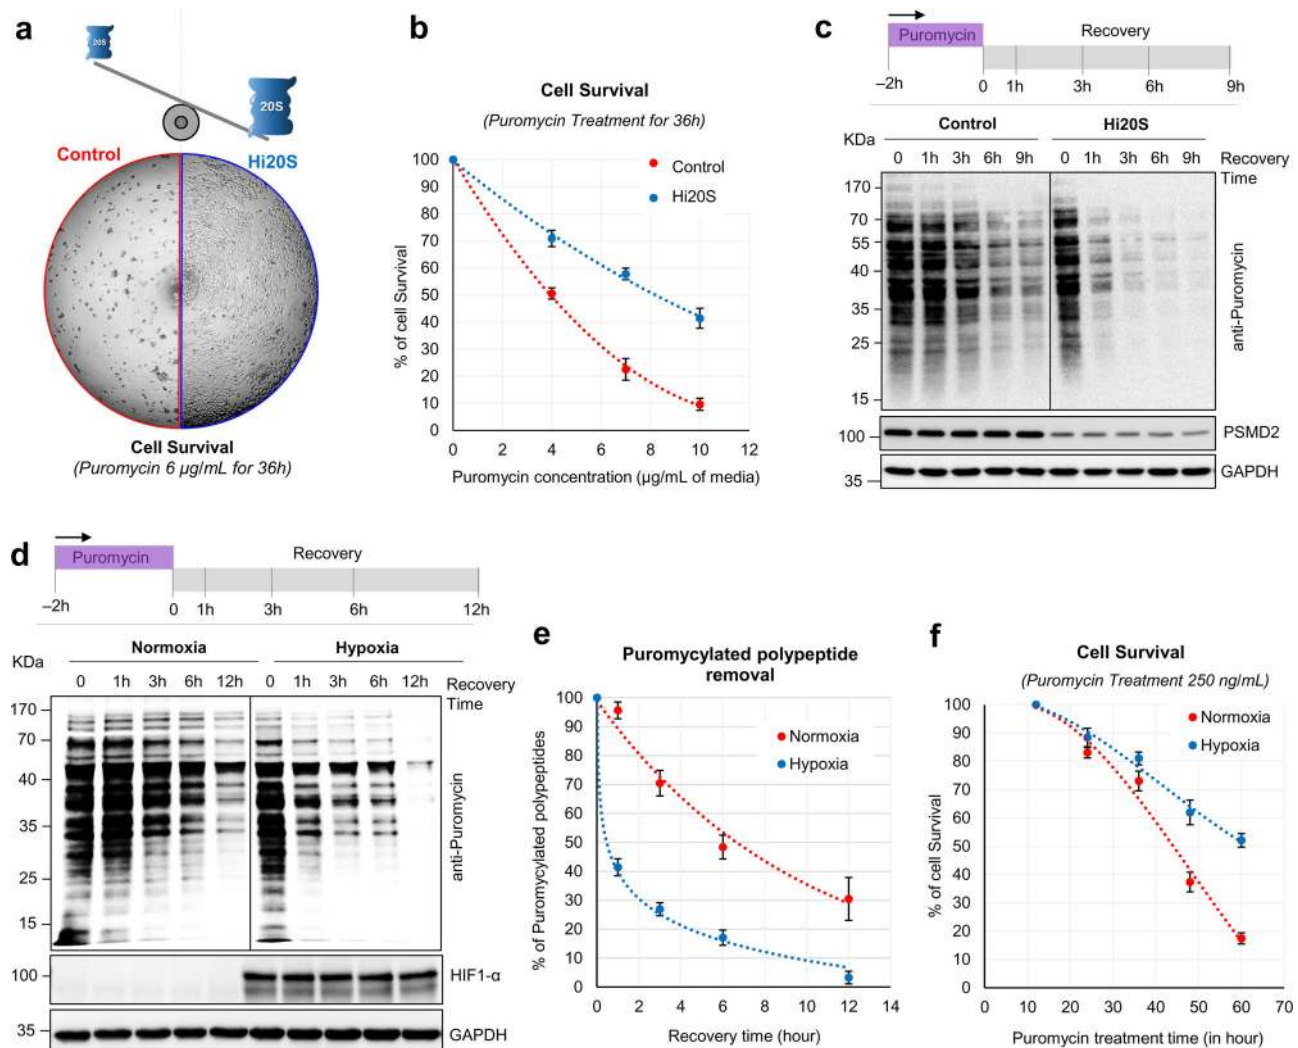 a
20S
20S
Control
Hi20S
Cell Survival
(Puromycin 6 µg/mL for 36h)
b
Cell Survival
(Puromycin Treatment for 36h)
Control
Hi20S
100
90
80
70
60
50
40
30
20
10
0
% of cell Survival
0 2 4 6 8 10 12
Puromycin concentration (µg/mL of media)
c
Puromycin
Recovery
–2h 0 1h 3h 6h 9h
KDa
Control Hi20S
0 1h 3h 6h 9h 0 1h 3h 6h 9h Recovery
Time
170
70
55
40
35
25
15
anti-Puromycin
100 PSMD2
35 GAPDH
d
Puromycin
Recovery
–2h 0 1h 3h 6h 12h
KDa
Normoxia Hypoxia
0 1h 3h 6h 12h 0 1h 3h 6h 12h Recovery
Time
170
70
40
35
25
15
anti-Puromycin
100 HIF1-α
35 GAPDH
e
Puromycylated polypeptide
removal
Normoxia
Hypoxia
100
90
80
70
60
50
40
30
20
10
0
% of Puromycylated polypeptides
0 2 4 6 8 10 12 14
Recovery time (hour)
f
Cell Survival
(Puromycin Treatment 250 ng/mL)
Normoxia
Hypoxia
100
90
80
70
60
50
40
30
20
10
0
% of cell Survival
0 10 20 30 40 50 60 70
Puromycin treatment time (in hour)